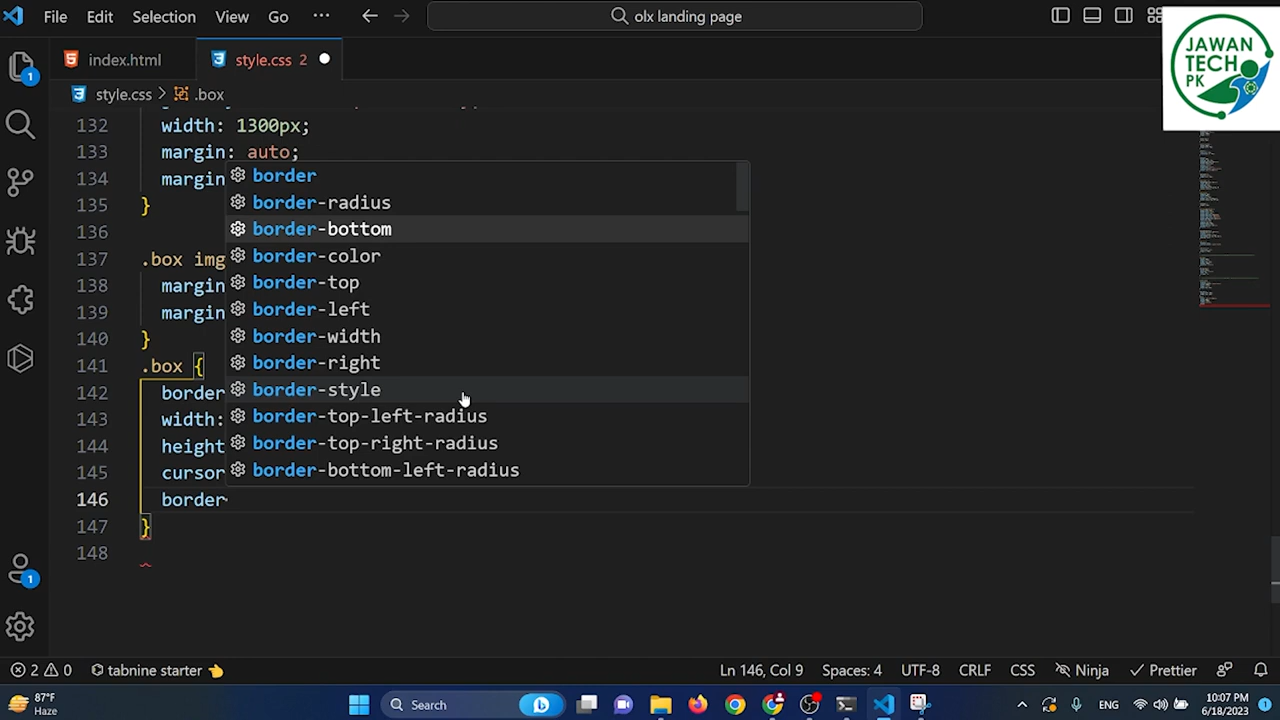 File Edit Selection View Go ··· olx landing page
JAWAN
TECH
PK
index.html style.css 2
style.css > .box
132 width: 1300px;
133 margin: auto;
134 margin
135 }
136
137 .box img
138 margin
139 margin
140 }
141 .box {
142 border
143 width:
144 height
145 cursor
146 border-
147 }
148
border
border-radius
border-bottom
border-color
border-top
border-left
border-width
border-right
border-style
border-top-left-radius
border-top-right-radius
border-bottom-left-radius
1
1
2 0 tabnine starter 👈 Ln 146, Col 9 Spaces: 4 UTF-8 CRLF CSS Ninja Prettier
87°F
Haze
Search
ENG
10:07 PM
6/18/2023
1